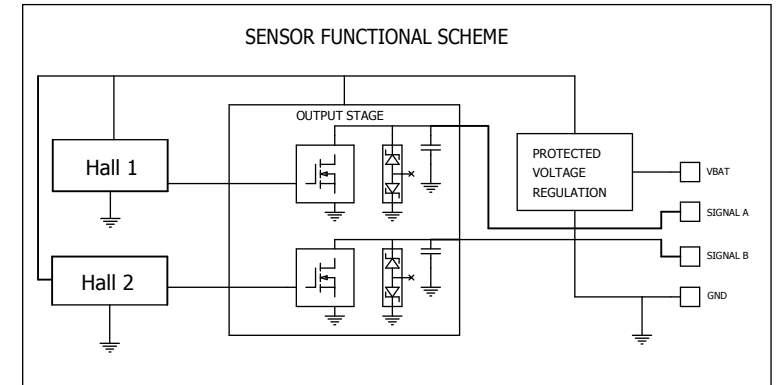 SENSOR FUNCTIONAL SCHEME
OUTPUT STAGE
Hall 1
PROTECTED
VOLTAGE
REGULATION
VBAT
SIGNAL A
SIGNAL B
Hall 2
GND